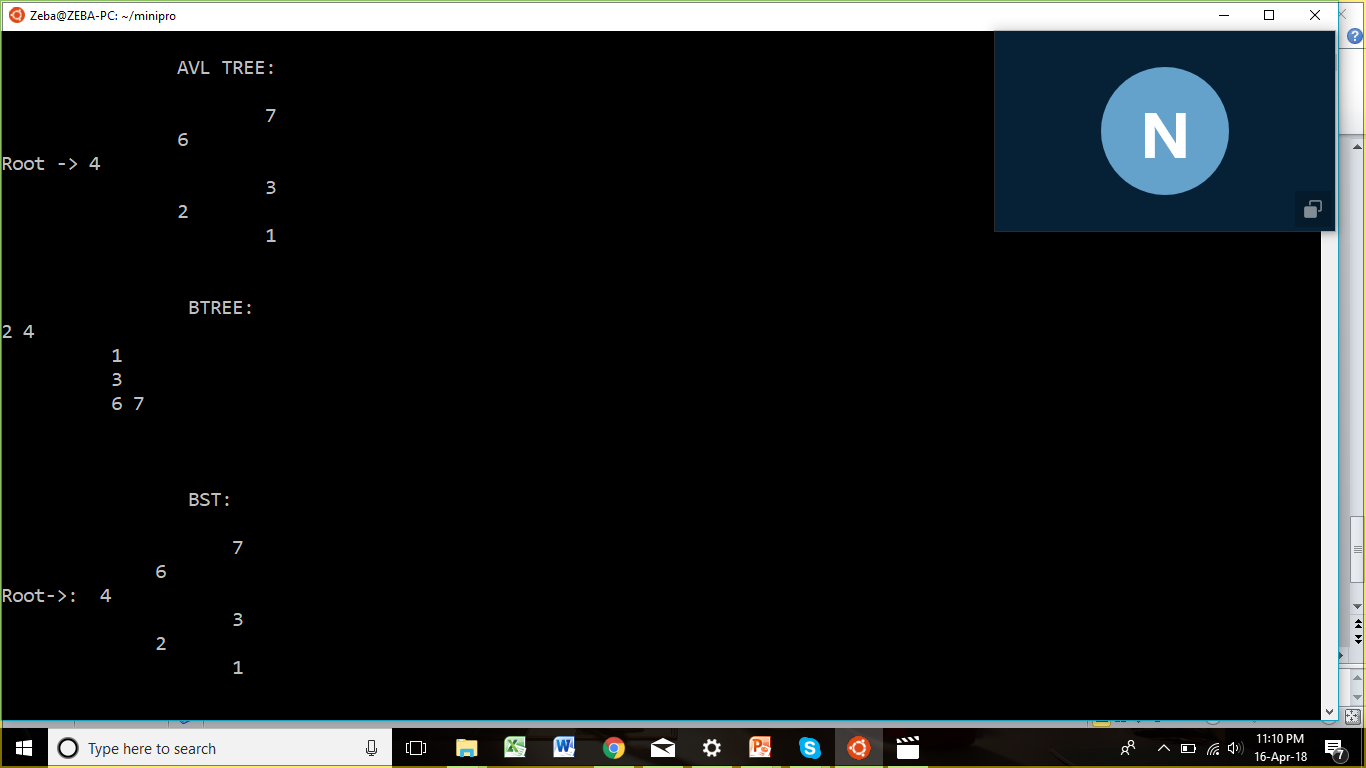 Zeba@ZEBA-PC: ~/minipro
AVL TREE:
7
6
Root -> 4
3
2
1
BTREE:
2 4
1
3
6 7
BST:
7
6
Root->:  4
3
2
1
N
Type here to search
11:10 PM
16-Apr-18
7